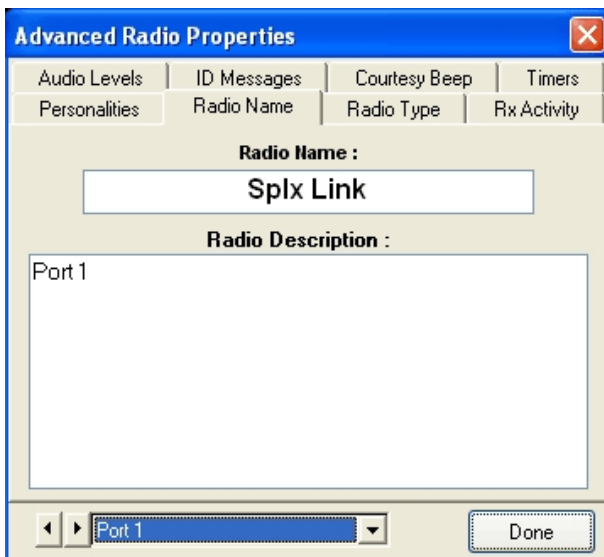 Advanced Radio Properties
Audio Levels ID Messages Courtesy Beep Timers
Personalities Radio Name Radio Type Rx Activity
Radio Name :
Splx Link
Radio Description :
Port 1
Port 1 Done